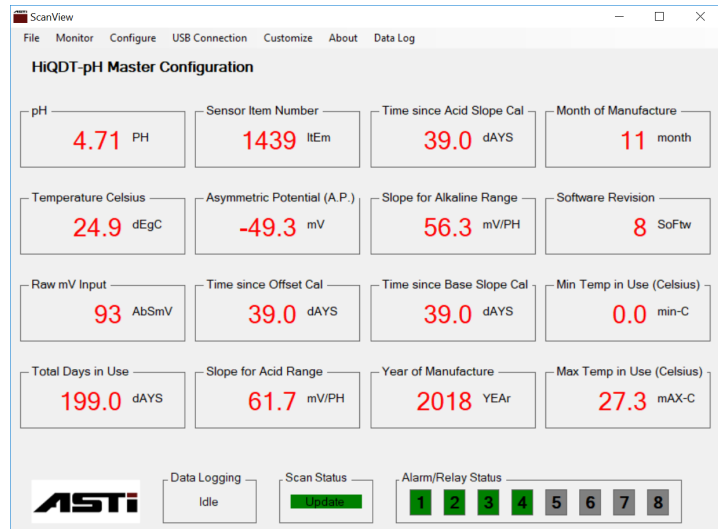 ASTI ScanView
File Monitor Configure USB Connection Customize About Data Log
HiQDT-pH Master Configuration
pH Sensor Item Number Time since Acid Slope Cal Month of Manufacture
4.71 PH 1439 ItEm 39.0 dAYS 11 month
Temperature Celsius Asymmetric Potential (A.P.) Slope for Alkaline Range Software Revision
24.9 dEgC -49.3 mV 56.3 mV/PH 8 SoFtw
Raw mV Input Time since Offset Cal Time since Base Slope Cal Min Temp in Use (Celsius)
93 AbSmV 39.0 dAYS 39.0 dAYS 0.0 min-C
Total Days in Use Slope for Acid Range Year of Manufacture Max Temp in Use (Celsius)
199.0 dAYS 61.7 mV/PH 2018 YEAr 27.3 mAX-C
Data Logging Scan Status Alarm/Relay Status
ASTi Idle Update 1 2 3 4 5 6 7 8